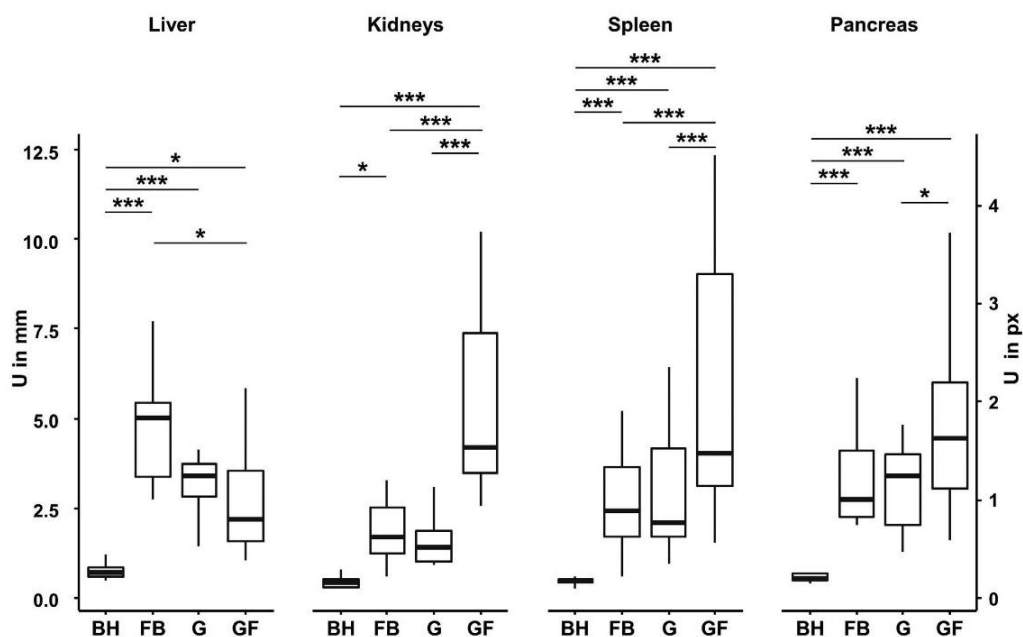 Liver Kidneys Spleen Pancreas
***
*** ***
*** *** *** ***
*** *** ***
12.5 *** ***
* * ***
*** *
*** 4
10.0 *
7.5 3
U in mm
U in px
5.0 2
2.5 1
0.0 0
BH FB G GF BH FB G GF BH FB G GF BH FB G GF